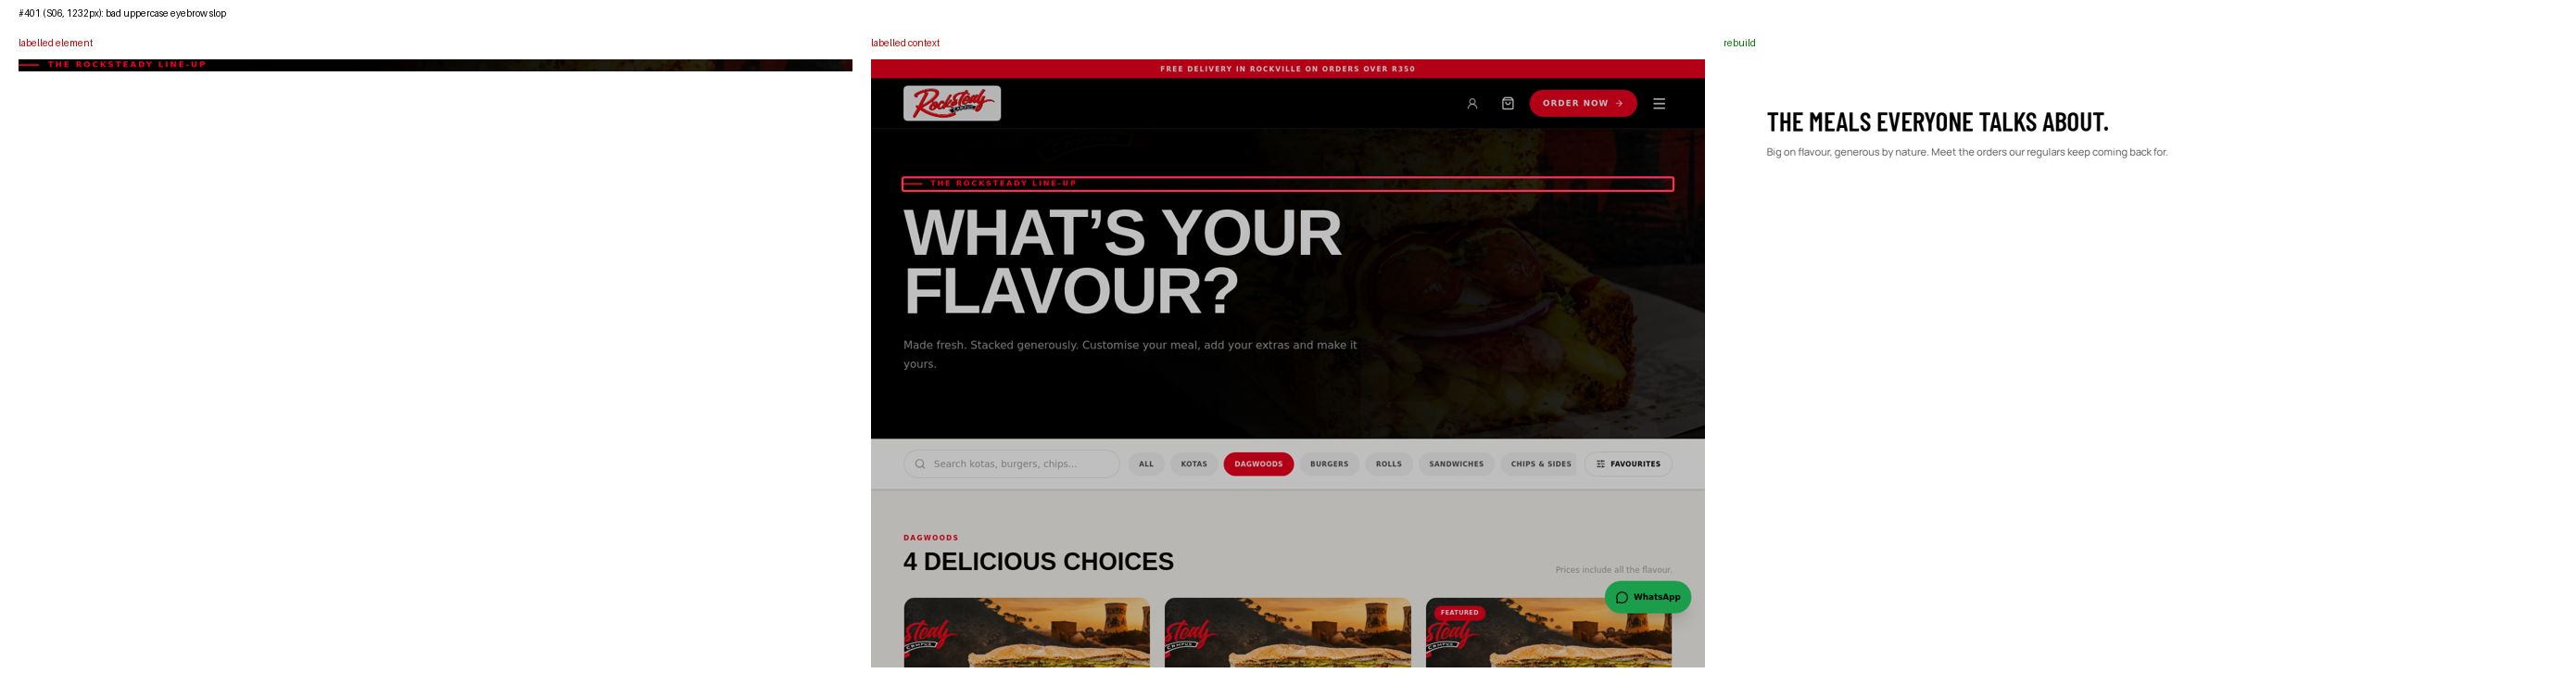 #401 (S06, 1232px): bad uppercase eyebrow slop
labelled element
THE ROCKSTEADY LINE-UP
labelled context
FREE DELIVERY IN ROCKVILLE ON ORDERS OVER R350
Rocksteady
CAMPUS
ORDER NOW
THE ROCKSTEADY LINE-UP
WHAT'S YOUR
FLAVOUR?
Made fresh. Stacked generously. Customise your meal, add your extras and make it
yours.
Search kotas, burgers, chips...
ALL
KOTAS
DAGWOODS
BURGERS
ROLLS
SANDWICHES
CHIPS & SIDES
FAVOURITES
DAGWOODS
4 DELICIOUS CHOICES
Prices include all the flavour.
WhatsApp
FEATURED
rebuild
THE MEALS EVERYONE TALKS ABOUT.
Big on flavour, generous by nature. Meet the orders our regulars keep coming back for.